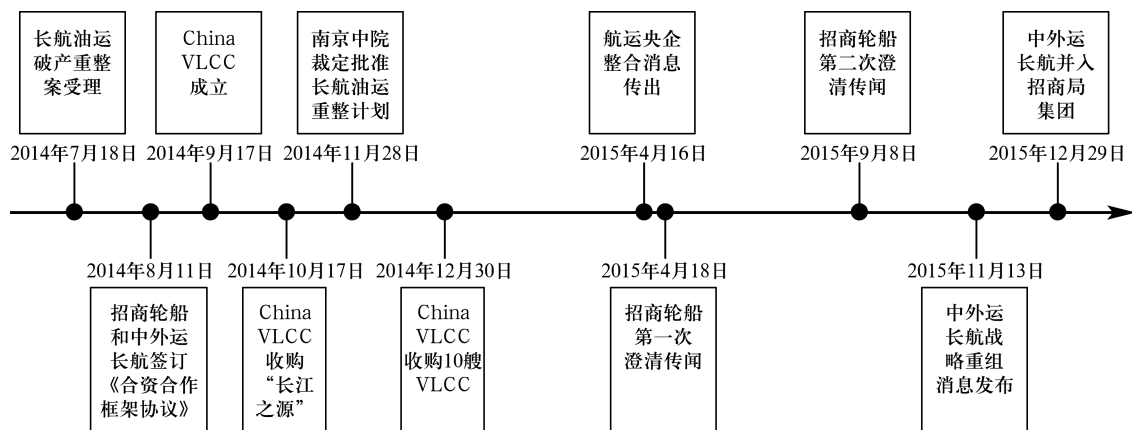 长航油运
破产重整
案受理
2014年7月18日
China
VLCC
成立
2014年9月17日
南京中院
裁定批准
长航油运
重整计划
2014年11月28日
航运央企
整合消息
传出
2015年4月16日
招商轮船
第二次澄
清传闻
2015年9月8日
中外运
长航并入
招商局
集团
2015年12月29日
2014年8月11日
招商轮船
和中外运
长航签订
《合资合作
框架协议》
2014年10月17日
China
VLCC
收购
“长江
之源”
2014年12月30日
China
VLCC
收购10艘
VLCC
2015年4月18日
招商轮船
第一次
澄清传闻
2015年11月13日
中外运
长航战
略重组
消息发布